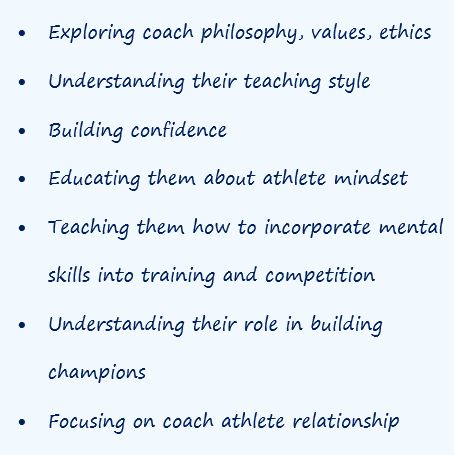 • Exploring coach philosophy, values, ethics
• Understanding their teaching style
• Building confidence
• Educating them about athlete mindset
• Teaching them how to incorporate mental
skills into training and competition
• Understanding their role in building
champions
• Focusing on coach athlete relationship